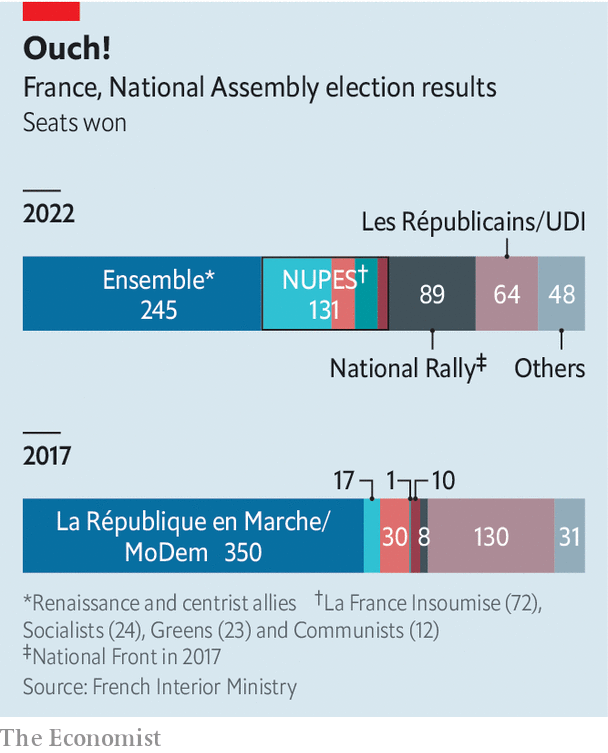 Ouch!
France, National Assembly election results
Seats won
2022
Les Républicains/UDI
Ensemble*
245
NUPES†
131
89
64
48
National Rally‡
Others
2017
17
1
10
La République en Marche/
MoDem 350
30
8
130
31
*Renaissance and centrist allies †La France Insoumise (72),
Socialists (24), Greens (23) and Communists (12)
‡National Front in 2017
Source: French Interior Ministry
The Economist